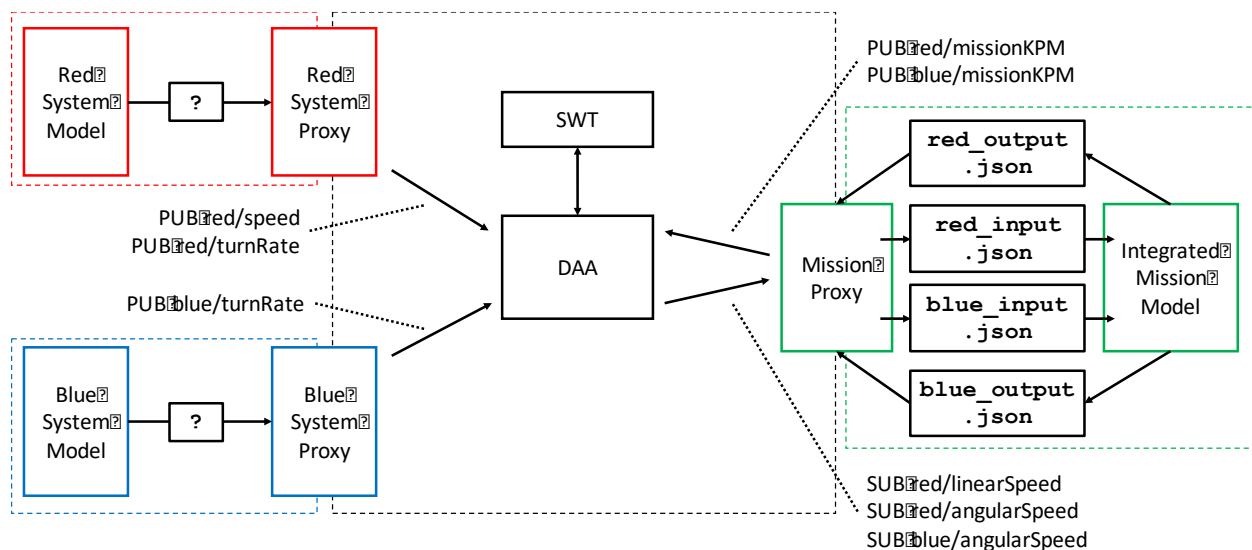 Red
System
Model
?
Red
System
Proxy
PUB red/speed
PUB red/turnRate
PUB blue/turnRate
Blue
System
Model
?
Blue
System
Proxy
SWT
DAA
PUB red/missionKPM
PUB blue/missionKPM
Mission
Proxy
red_output
.json
red_input
.json
blue_input
.json
blue_output
.json
Integrated
Mission
Model
SUB red/linearSpeed
SUB red/angularSpeed
SUB blue/angularSpeed